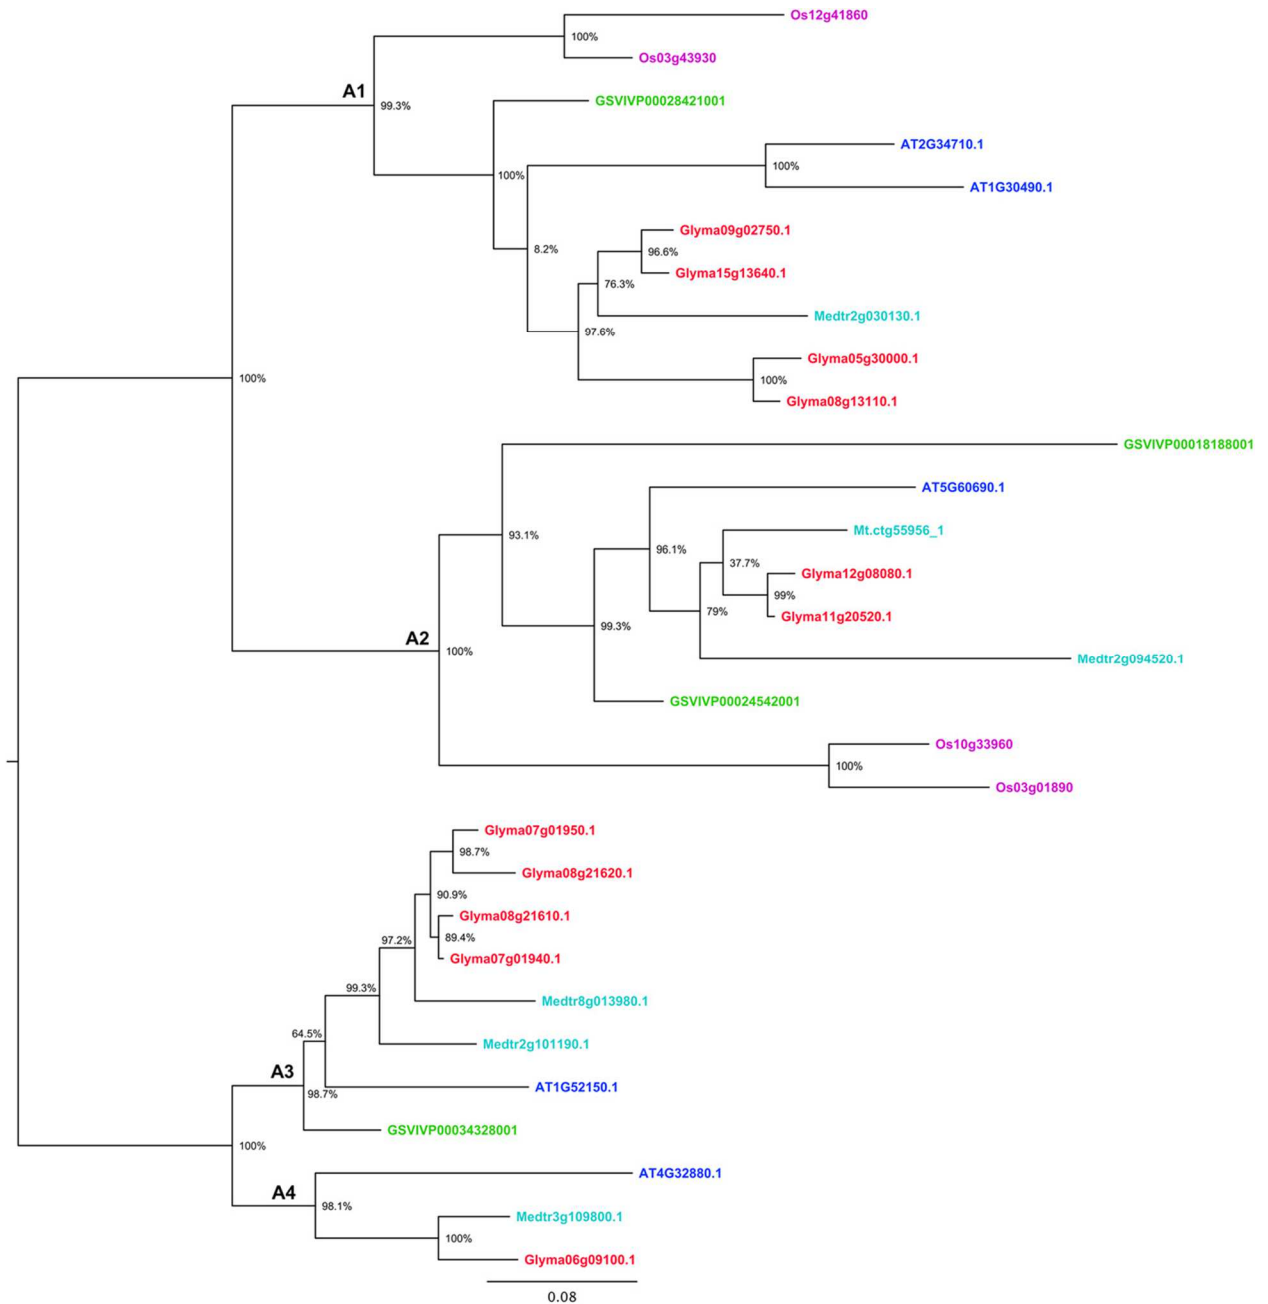 Os12g41860
100%
Os03g43930
A1
99.3%
GSVIVP00028421001
AT2G34710.1
100%
100%
AT1G30490.1
Glyma09g02750.1
8.2%
96.6%
Glyma15g13640.1
76.3%
Medtr2g030130.1
97.6%
Glyma05g30000.1
100%
100%
Glyma08g13110.1
GSVIVP00018188001
AT5G60690.1
Mt.ctg55956_1
93.1%
96.1%
37.7%
Glyma12g08080.1
99%
79%
Glyma11g20520.1
99.3%
A2
100%
Medtr2g094520.1
GSVIVP00024542001
Os10g33960
100%
Os03g01890
Glyma07g01950.1
98.7%
Glyma08g21620.1
90.9%
Glyma08g21610.1
97.2%
89.4%
Glyma07g01940.1
99.3%
Medtr8g013980.1
64.5%
Medtr2g101190.1
A3
98.7%
AT1G52150.1
GSVIVP00034328001
100%
AT4G32880.1
A4
98.1%
Medtr3g109800.1
100%
Glyma06g09100.1
0.08